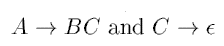 A → BC and C → ϵ